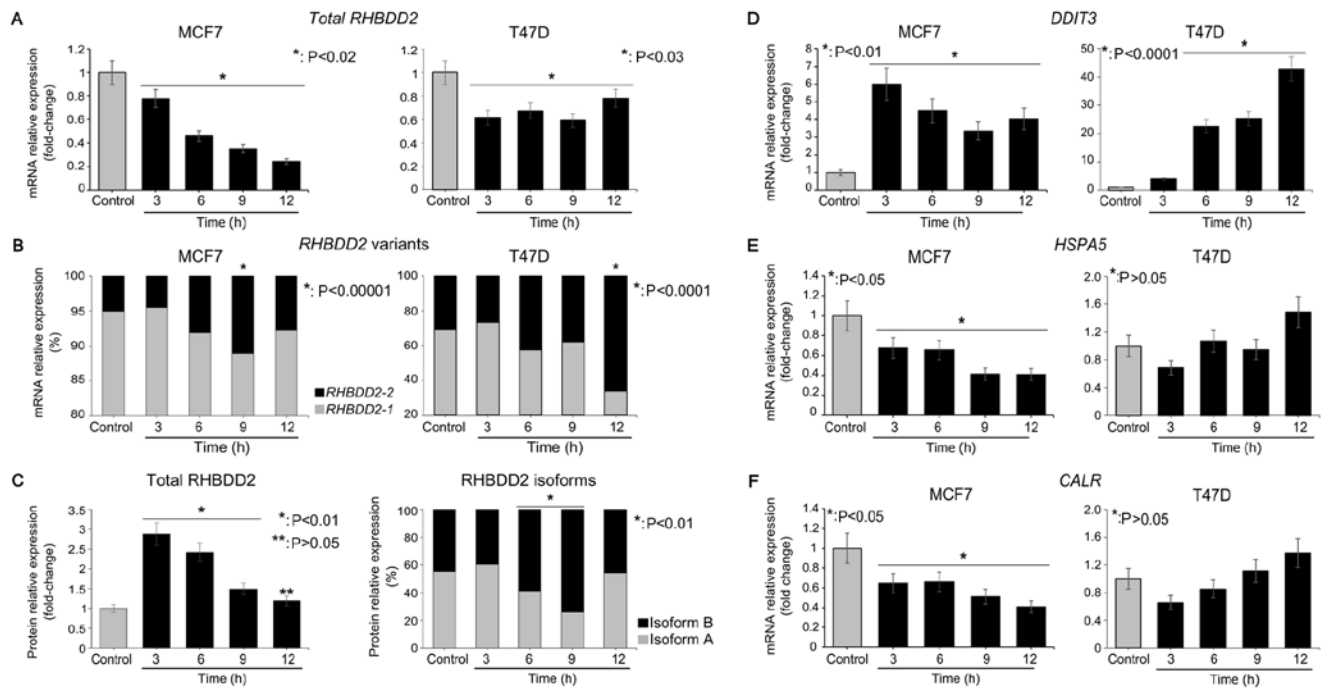 A
Total RHBDD2
MCF7
T47D
mRNA relative expression
(fold-change)
*: P<0.02
*
*: P<0.03
*
1.2
1
0.8
0.6
0.4
0.2
0
Control 3 6 9 12
Time (h)
1.2
1
0.8
0.6
0.4
0.2
0
Control 3 6 9 12
Time (h)
B
RHBDD2 variants
MCF7
T47D
mRNA relative expression
(%)
*
*: P<0.00001
*
*: P<0.0001
100
95
90
85
80
RHBDD2-2
RHBDD2-1
Control 3 6 9 12
Time (h)
100
80
60
40
20
Control 3 6 9 12
Time (h)
C
Total RHBDD2
Protein relative expression
(fold-change)
*
*: P<0.01
**: P>0.05
**
3.5
3
2.5
2
1.5
1
0
Control 3 6 9 12
Time (h)
RHBDD2 isoforms
Protein relative expression
(%)
*
*: P<0.01
100
80
60
40
20
0
Isoform B
Isoform A
Control 3 6 9 12
Time (h)
D
DDIT3
MCF7
T47D
mRNA relative expression
(fold-change)
*: P<0.01
*
*: P<0.0001
*
8
7
6
5
4
3
2
1
0
Control 3 6 9 12
Time (h)
50
40
30
20
10
0
Control 3 6 9 12
Time (h)
E
HSPA5
MCF7
T47D
mRNA relative expression
(fold-change)
*:P<0.05
*
*:P>0.05
1.4
1.2
1
0.8
0.6
0.4
0.2
0
Control 3 6 9 12
Time (h)
2.0
1.6
1.2
0.8
0.4
0
Control 3 6 9 12
Time (h)
F
CALR
MCF7
T47D
mRNA relative expression
(fold change)
*:P<0.05
*
*:P>0.05
1.4
1.2
1
0.8
0.6
0.4
0.2
0
Control 3 6 9 12
Time (h)
2.0
1.6
1.2
0.8
0.4
0
Control 3 6 9 12
Time (h)